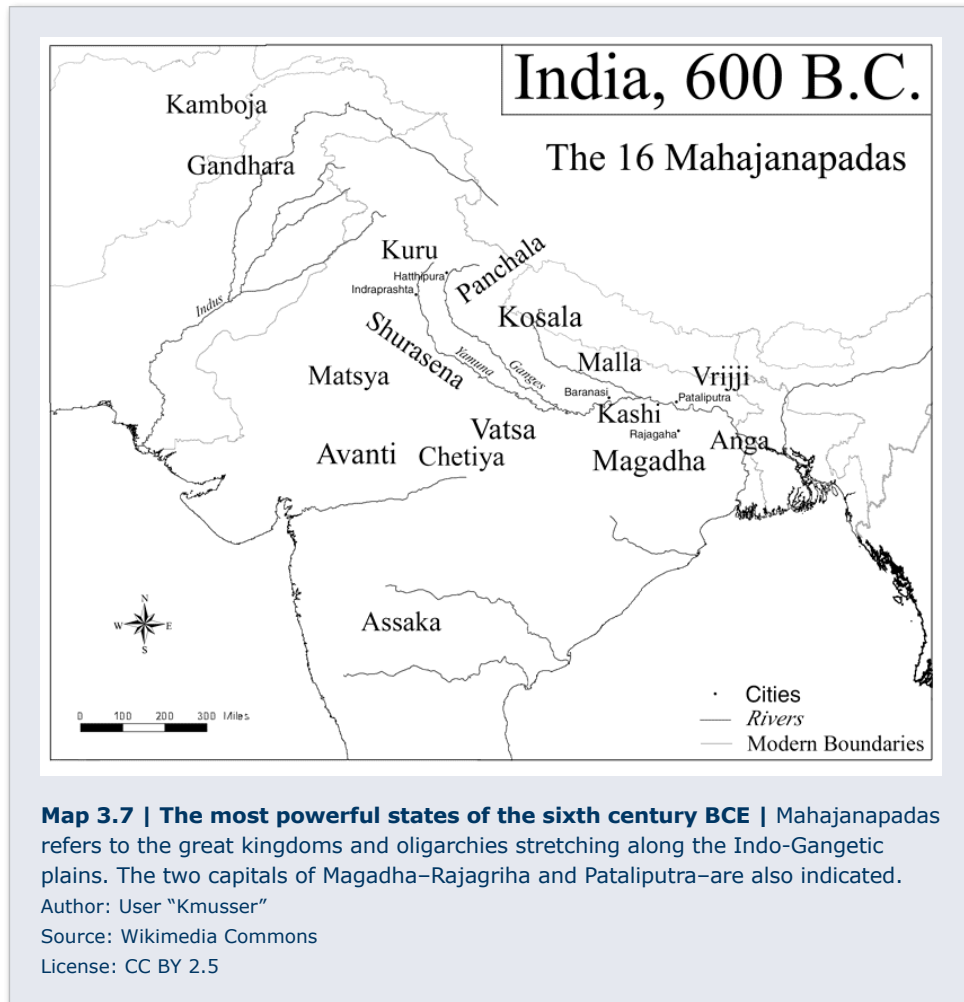 India, 600 B.C.
The 16 Mahajanapadas
Kamboja
Gandhara
Kuru
Hatthipura
Indraprashta
Panchala
Indus
Shurasena
Yamuna
Ganges
Kosala
Matsya
Malla
Vrijji
Baranasi
Pataliputra
Kashi
Rajagaha
Vatsa
Anga
Avanti
Chetiya
Magadha
Assaka
N
W E
S
0 100 200 300 Miles
Cities
Rivers
Modern Boundaries
Map 3.7 | The most powerful states of the sixth century BCE | Mahajanapadas
refers to the great kingdoms and oligarchies stretching along the Indo-Gangetic
plains. The two capitals of Magadha–Rajagriha and Pataliputra–are also indicated.
Author: User “Kmusser”
Source: Wikimedia Commons
License: CC BY 2.5